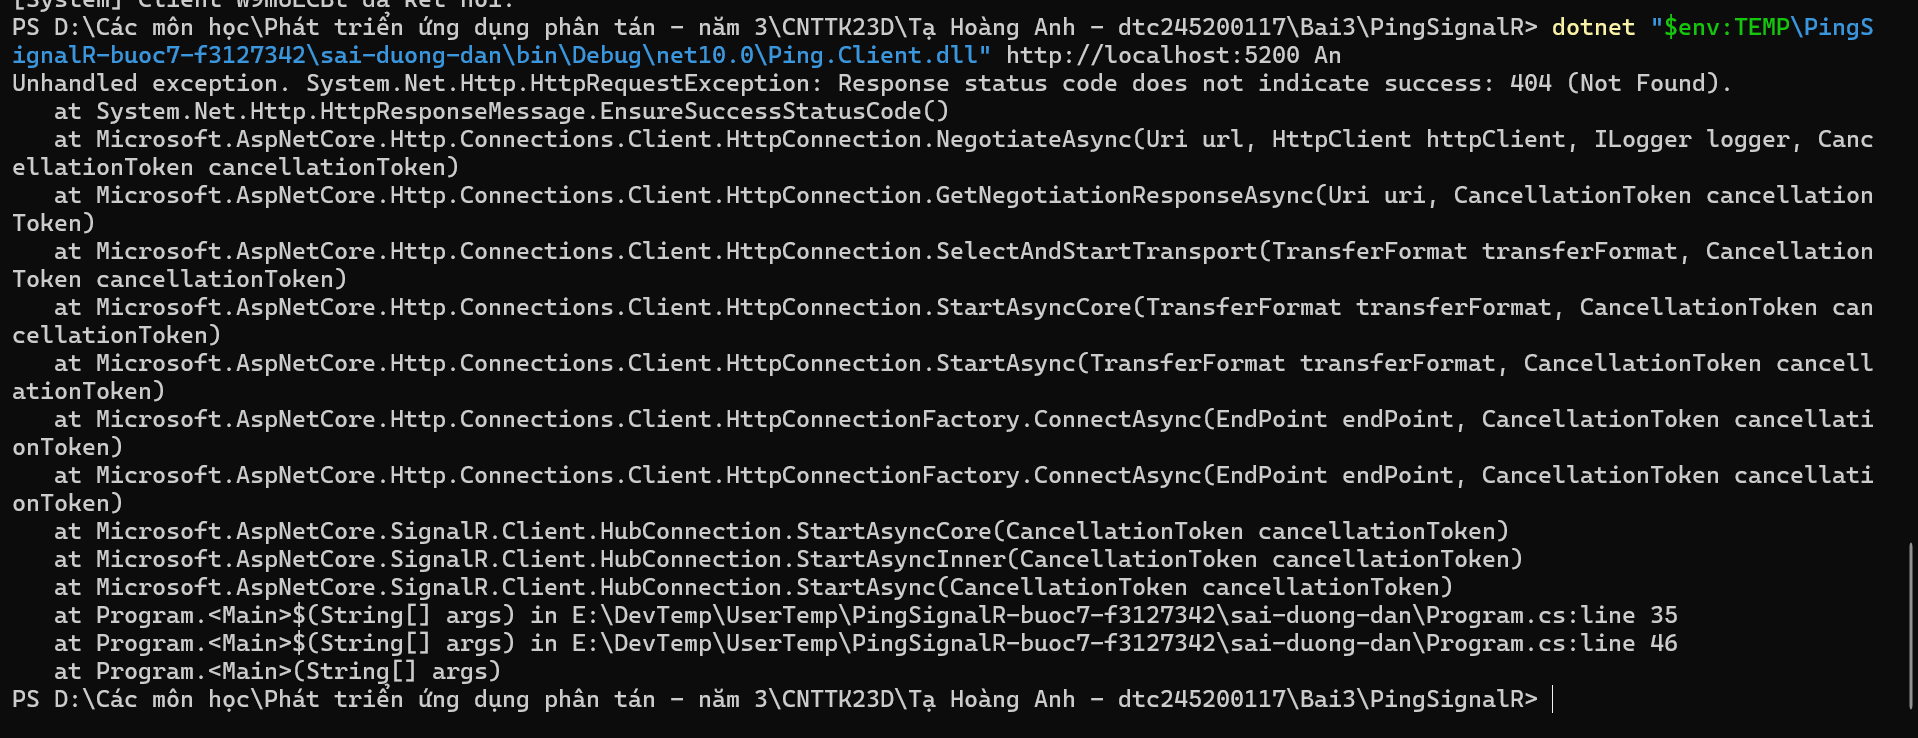 [System] Client w9m6LCBt đã kết nối.
PS D:\Các môn học\Phát triển ứng dụng phân tán - năm 3\CNTTK23D\Tạ Hoàng Anh - dtc245200117\Bai3\PingSignalR> dotnet "$env:TEMP\PingS
ignalR-buoc7-f3127342\sai-duong-dan\bin\Debug\net10.0\Ping.Client.dll" http://localhost:5200 An
Unhandled exception. System.Net.Http.HttpRequestException: Response status code does not indicate success: 404 (Not Found).
   at System.Net.Http.HttpResponseMessage.EnsureSuccessStatusCode()
   at Microsoft.AspNetCore.Http.Connections.Client.HttpConnection.NegotiateAsync(Uri url, HttpClient httpClient, ILogger logger, Canc
ellationToken cancellationToken)
   at Microsoft.AspNetCore.Http.Connections.Client.HttpConnection.GetNegotiationResponseAsync(Uri uri, CancellationToken cancellation
Token)
   at Microsoft.AspNetCore.Http.Connections.Client.HttpConnection.SelectAndStartTransport(TransferFormat transferFormat, Cancellation
Token cancellationToken)
   at Microsoft.AspNetCore.Http.Connections.Client.HttpConnection.StartAsyncCore(TransferFormat transferFormat, CancellationToken can
cellationToken)
   at Microsoft.AspNetCore.Http.Connections.Client.HttpConnection.StartAsync(TransferFormat transferFormat, CancellationToken cancell
ationToken)
   at Microsoft.AspNetCore.Http.Connections.Client.HttpConnectionFactory.ConnectAsync(EndPoint endPoint, CancellationToken cancellati
onToken)
   at Microsoft.AspNetCore.Http.Connections.Client.HttpConnectionFactory.ConnectAsync(EndPoint endPoint, CancellationToken cancellati
onToken)
   at Microsoft.AspNetCore.SignalR.Client.HubConnection.StartAsyncCore(CancellationToken cancellationToken)
   at Microsoft.AspNetCore.SignalR.Client.HubConnection.StartAsyncInner(CancellationToken cancellationToken)
   at Microsoft.AspNetCore.SignalR.Client.HubConnection.StartAsync(CancellationToken cancellationToken)
   at Program.<Main>$(String[] args) in E:\DevTemp\UserTemp\PingSignalR-buoc7-f3127342\sai-duong-dan\Program.cs:line 35
   at Program.<Main>$(String[] args) in E:\DevTemp\UserTemp\PingSignalR-buoc7-f3127342\sai-duong-dan\Program.cs:line 46
   at Program.<Main>(String[] args)
PS D:\Các môn học\Phát triển ứng dụng phân tán - năm 3\CNTTK23D\Tạ Hoàng Anh - dtc245200117\Bai3\PingSignalR>